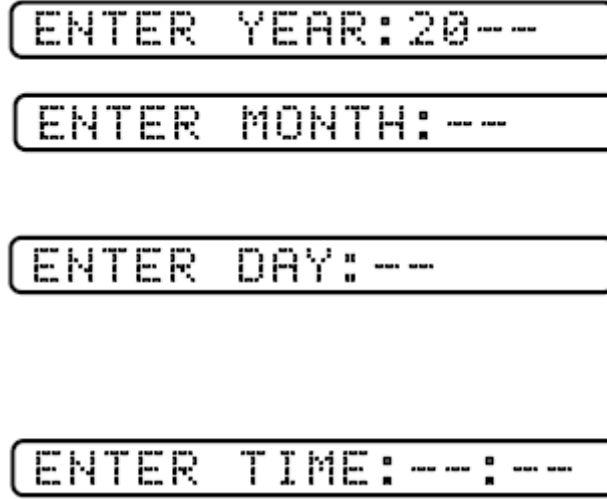 ENTER YEAR:20--
ENTER MONTH:--
ENTER DAY:--
ENTER TIME:--:--